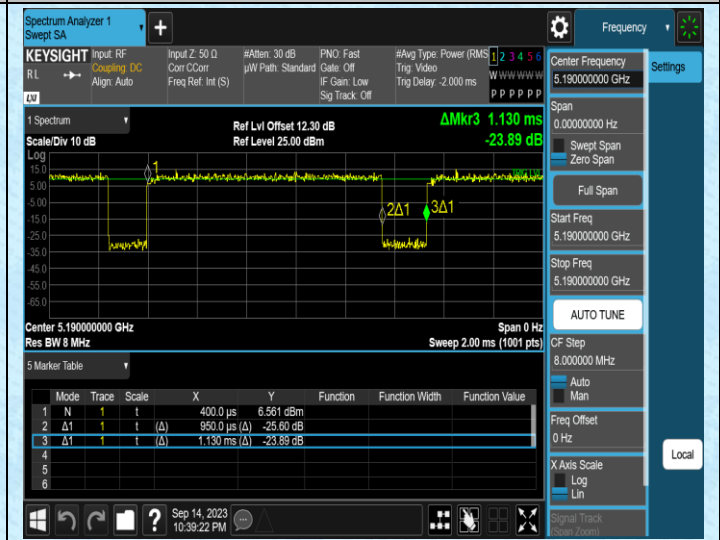 Spectrum Analyzer 1
Swept SA
+
Frequency
KEYSIGHT
RL
LXI
Input: RF
Coupling: DC
Align: Auto
Input Z: 50 Ω
Corr CCorr
Freq Ref: Int (S)
#Atten: 30 dB
µW Path: Standard
PNO: Fast
Gate: Off
IF Gain: Low
Sig Track: Off
#Avg Type: Power (RMS
Trig: Video
Trig Delay: -2.000 ms
1 2 3 4 5 6
W W W W W W
P P P P P P
1 Spectrum
Scale/Div 10 dB
Log
Ref Lvl Offset 12.30 dB
Ref Level 25.00 dBm
ΔMkr3 1.130 ms
-23.89 dB
15.0
5.00
-5.00
-15.0
-25.0
-35.0
-45.0
-55.0
-65.0
1
2Δ1
3Δ1
Center 5.190000000 GHz
Res BW 8 MHz
Span 0 Hz
Sweep 2.00 ms (1001 pts)
5 Marker Table
Mode Trace Scale X Y Function Function Width Function Value
1 N 1 t 400.0 µs 6.561 dBm
2 Δ1 1 t (Δ) 950.0 µs (Δ) -25.60 dB
3 Δ1 1 t (Δ) 1.130 ms (Δ) -23.89 dB
4
5
6
?
Sep 14, 2023
10:39:22 PM
Center Frequency
5.190000000 GHz
Span
0.00000000 Hz
Swept Span
Zero Span
Full Span
Start Freq
5.190000000 GHz
Stop Freq
5.190000000 GHz
AUTO TUNE
CF Step
8.000000 MHz
Auto
Man
Freq Offset
0 Hz
X Axis Scale
Log
Lin
Signal Track
(Span Zoom)
Settings
Local